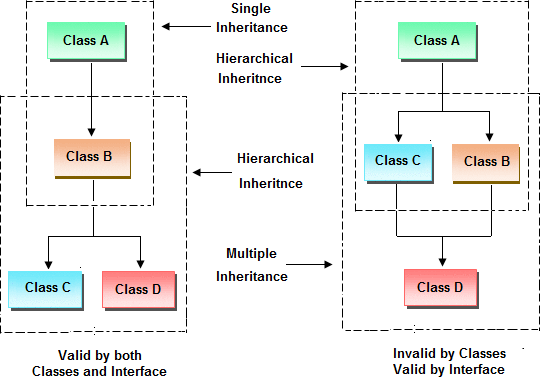 Single
Inheritance
Class A
Class B
Hierarchical
Inheritnce
Class C
Class D
Valid by both
Classes and Interface
Hierarchical
Inheritnce
Class A
Class C
Class B
Multiple
Inheritance
Class D
Invalid by Classes
Valid by Interface